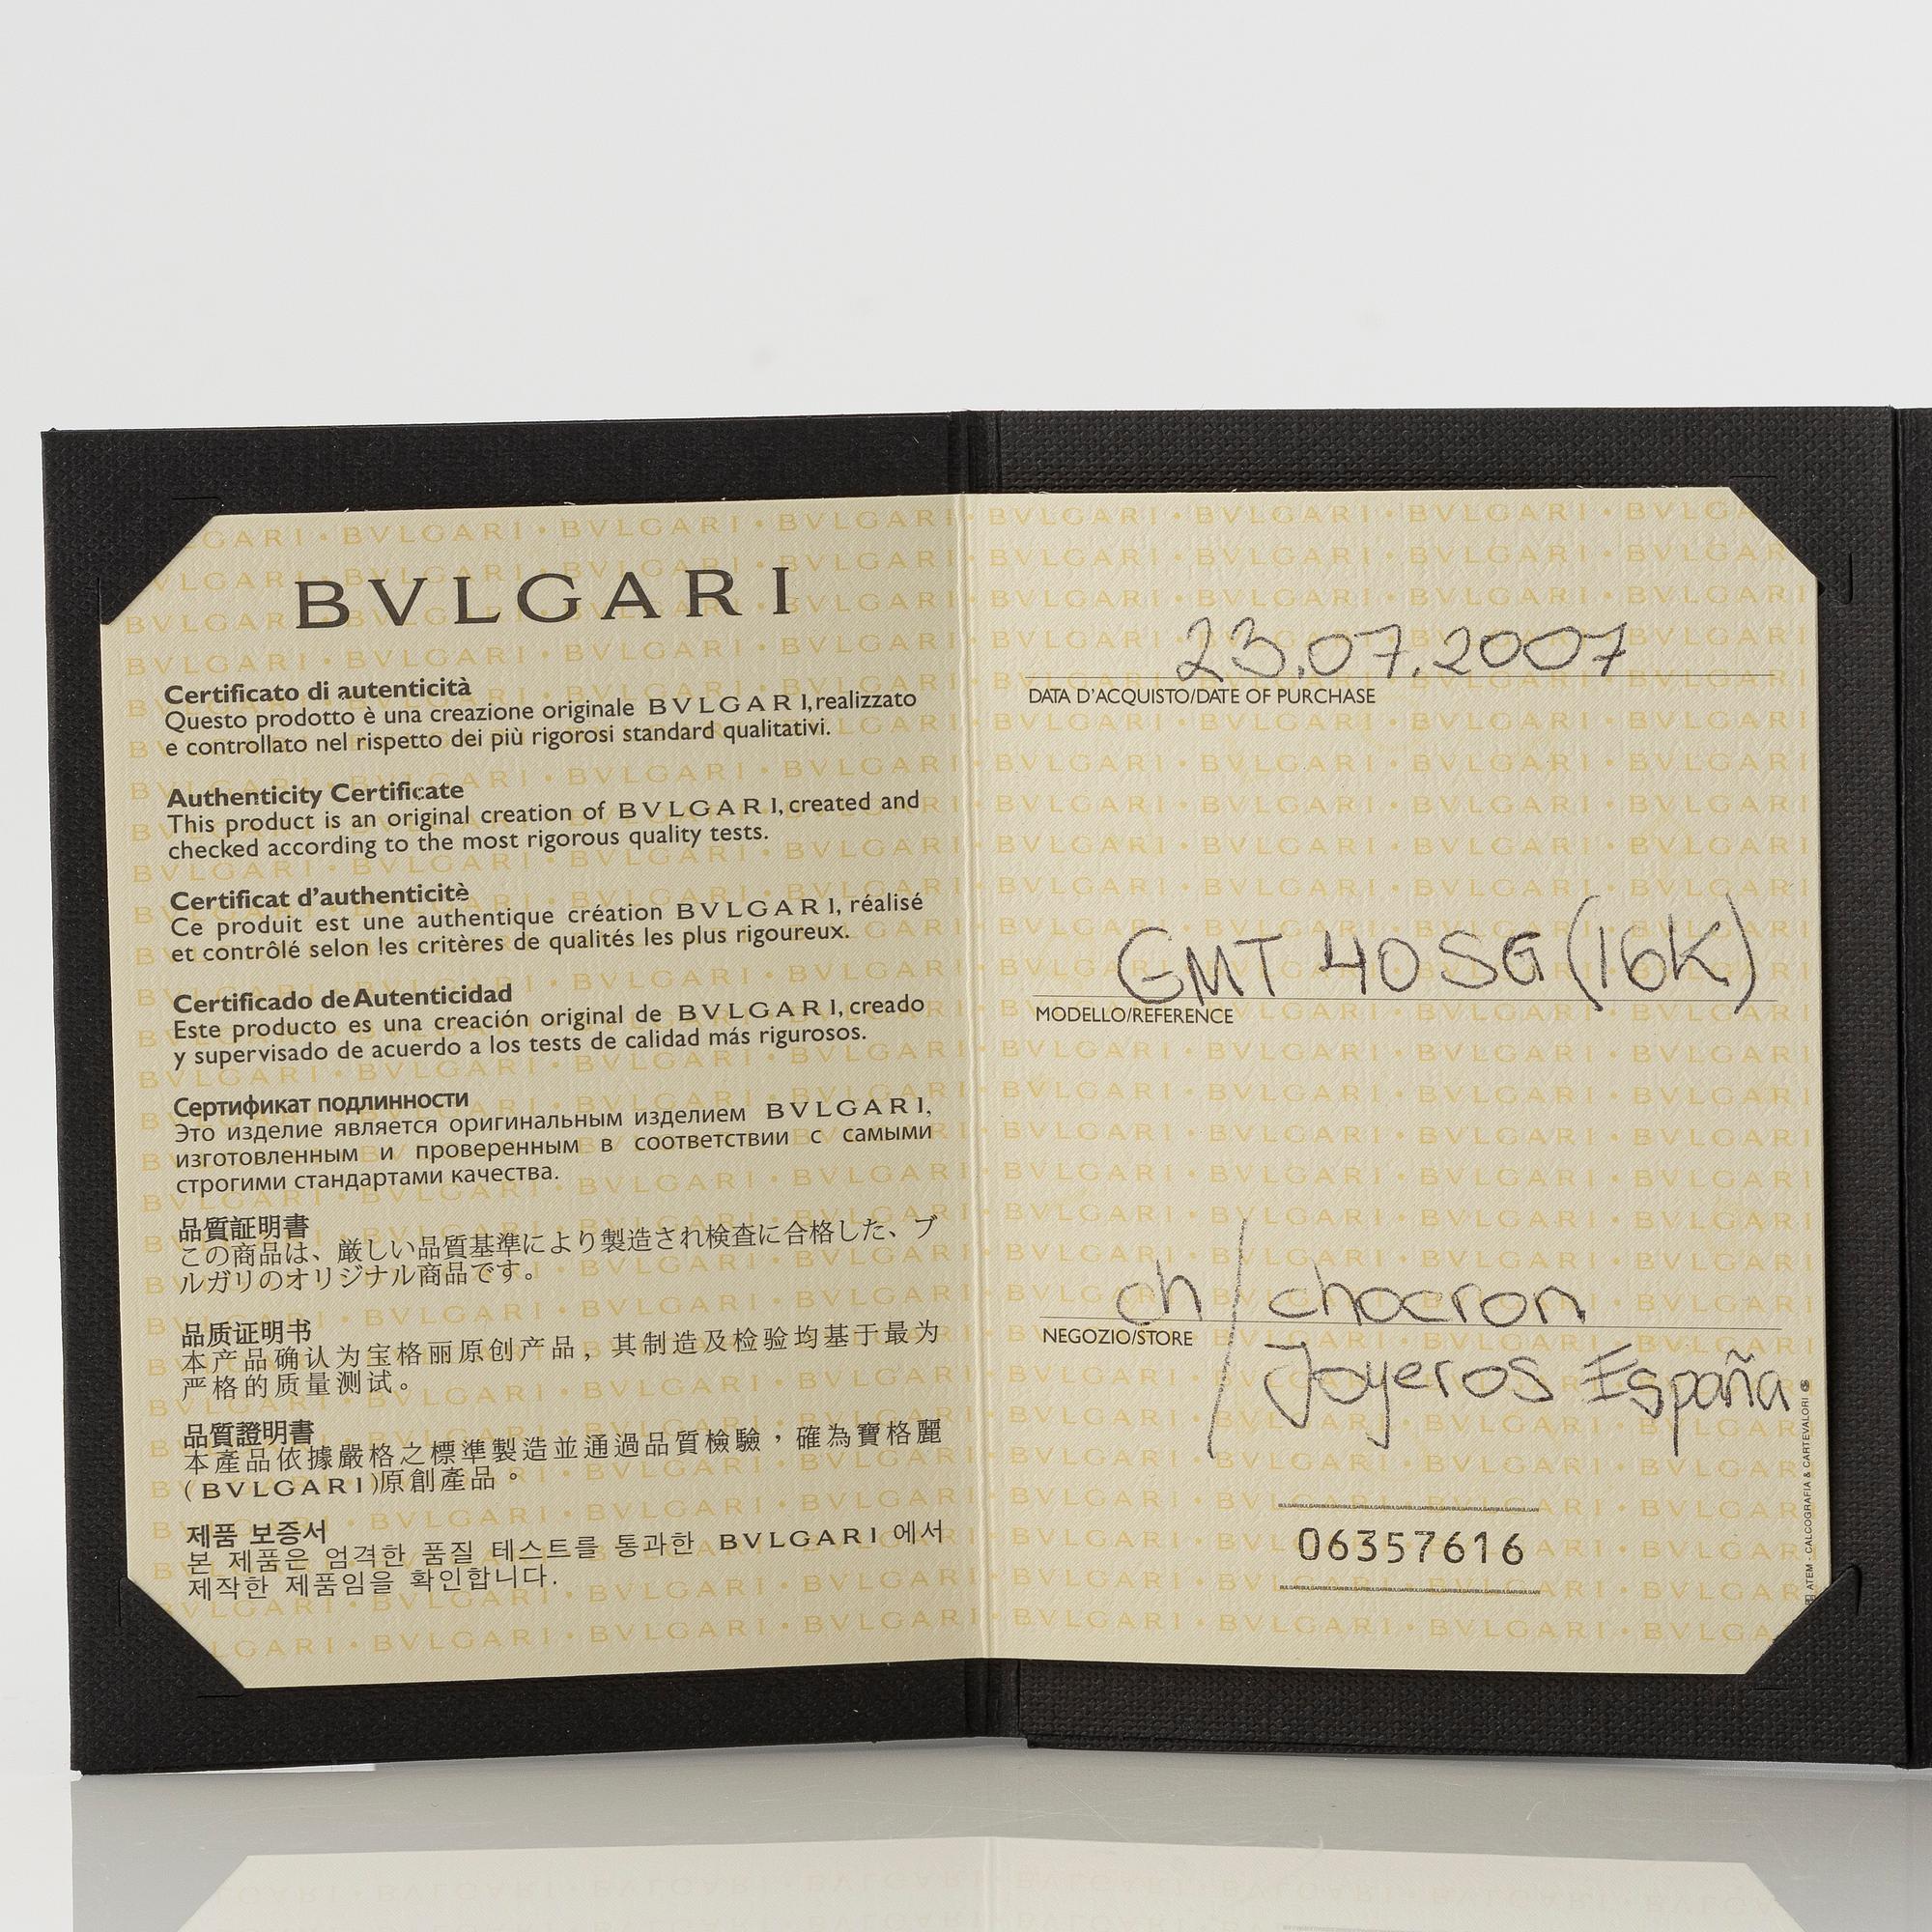 BVLGARI
Certificato di autenticità
Questo prodotto è una creazione originale BVLGARI, realizzato
e controllato nel rispetto dei più rigorosi standard qualitativi.
Authenticity Certificate
This product is an original creation of BVLGARI, created and
checked according to the most rigorous quality tests.
Certificat d'authenticitè
Ce produit est une authentique création BVLGARI, réalisé
et contrôlé selon les critères de qualités les plus rigoureux.
Certificado de Autenticidad
Este producto es una creación original de BVLGARI, creado
y supervisado de acuerdo a los tests de calidad más rigurosos.
Сертификат подлинности
Это изделие является оригинальным изделием BVLGARI,
изготовленным и проверенным в соответствии с самыми
строгими стандартами качества.
品質証明書
この商品は、厳しい品質基準により製造され検査に合格した、ブ
ルガリのオリジナル商品です。
品质证明书
本产品确认为宝格丽原创产品，其制造及检验均基于最为
严格的质量测试。
品質證明書
本產品依據嚴格之標準製造並通過品質檢驗，確為寶格麗
(BVLGARI)原創產品。
제품 보증서
본 제품은 엄격한 품질 테스트를 통과한 BVLGARI 에서
제작한 제품임을 확인합니다.
23.07.2007
DATA D'ACQUISTO/DATE OF PURCHASE
GMT 40 SG (16K)
MODELLO/REFERENCE
ch / chocron
NEGOZIO/STORE
Joyeros España
06357616
ATEM - CALCOGRAFIA & CARTEVALORI